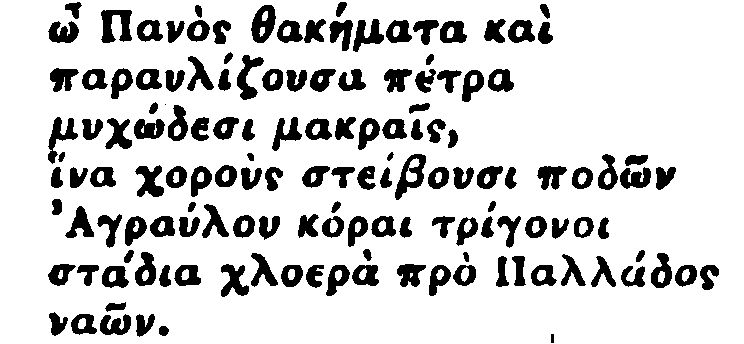 ὦ Πανὸς θακήματα καὶ
παραυλίζουσα πέτρα
μυχώδεσι μακραῖς,
ἵνα χοροὺς στείβουσι ποδῶν
Ἀγραύλου κόραι τρίγονοι
στάδια χλοερὰ πρὸ Παλλάδος
ναῶν.